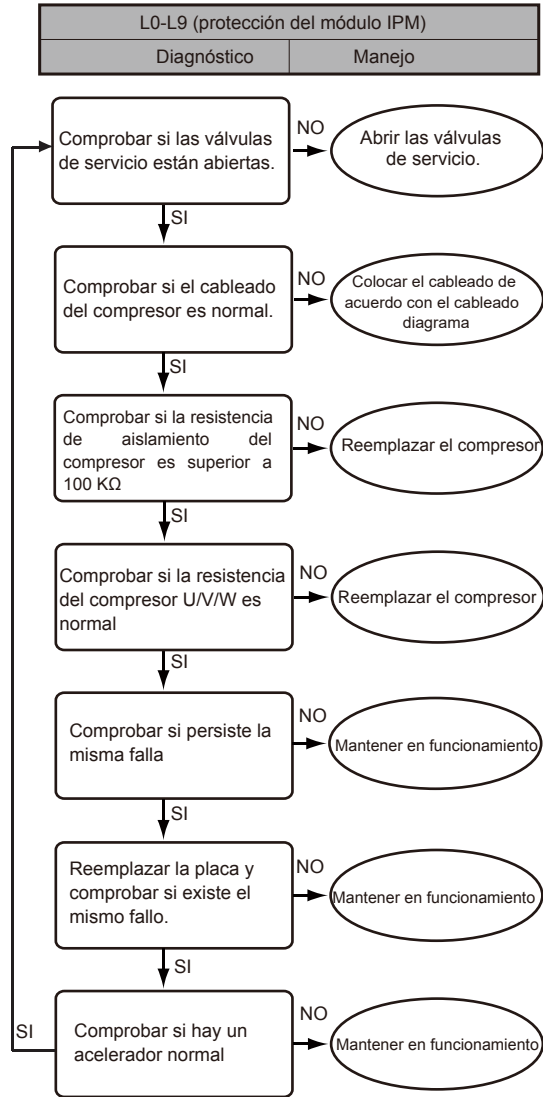 L0-L9 (protección del módulo IPM)
Diagnóstico Manejo
Comprobar si las válvulas
de servicio están abiertas.
NO
Abrir las válvulas
de servicio.
SI
Comprobar si el cableado
del compresor es normal.
NO
Colocar el cableado de
acuerdo con el cableado
diagrama
SI
Comprobar si la resistencia
de aislamiento del
compresor es superior a
100 KΩ
NO
Reemplazar el compresor
SI
Comprobar si la resistencia
del compresor U/V/W es
normal
NO
Reemplazar el compresor
SI
Comprobar si persiste la
misma falla
NO
Mantener en funcionamiento
SI
Reemplazar la placa y
comprobar si existe el
mismo fallo.
NO
Mantener en funcionamiento
SI
Comprobar si hay un
acelerador normal
NO
Mantener en funcionamiento
SI